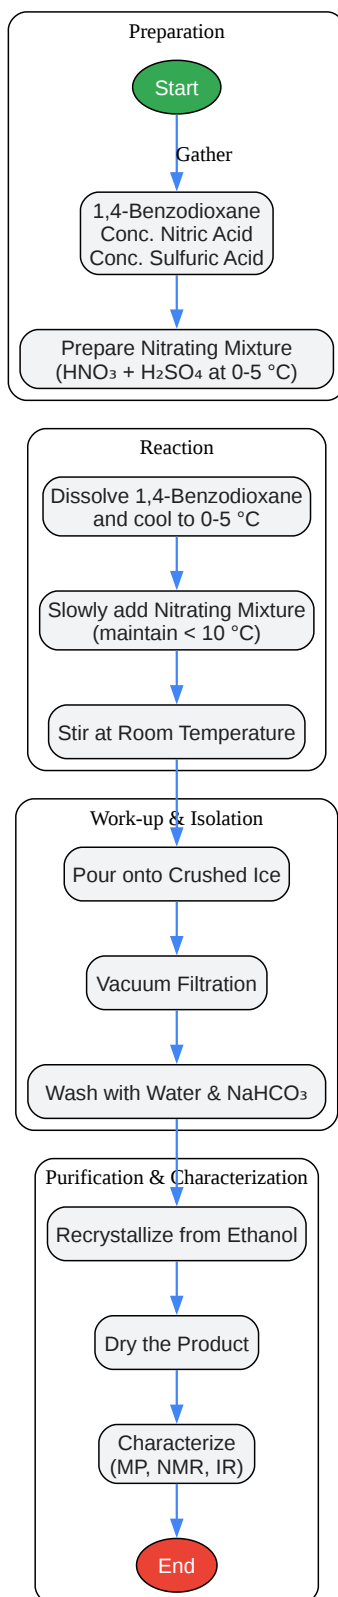 Preparation
Start
Gather
1,4-Benzodioxane
Conc. Nitric Acid
Conc. Sulfuric Acid
Prepare Nitrating Mixture
(HNO₃ + H₂SO₄ at 0-5 °C)
Reaction
Dissolve 1,4-Benzodioxane
and cool to 0-5 °C
Slowly add Nitrating Mixture
(maintain < 10 °C)
Stir at Room Temperature
Work-up & Isolation
Pour onto Crushed Ice
Vacuum Filtration
Wash with Water & NaHCO₃
Purification & Characterization
Recrystallize from Ethanol
Dry the Product
Characterize
(MP, NMR, IR)
End